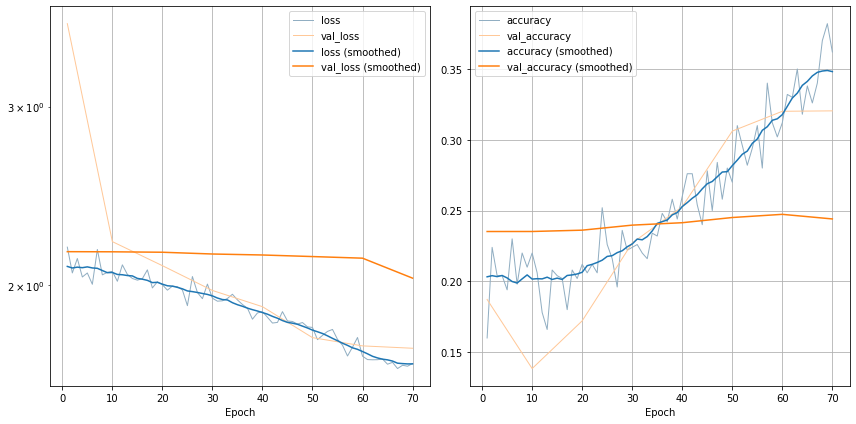 loss
val_loss
loss (smoothed)
val_loss (smoothed)
3 × 10⁰
2 × 10⁰
0 10 20 30 40 50 60 70
Epoch
accuracy
val_accuracy
accuracy (smoothed)
val_accuracy (smoothed)
0.35
0.30
0.25
0.20
0.15
0 10 20 30 40 50 60 70
Epoch